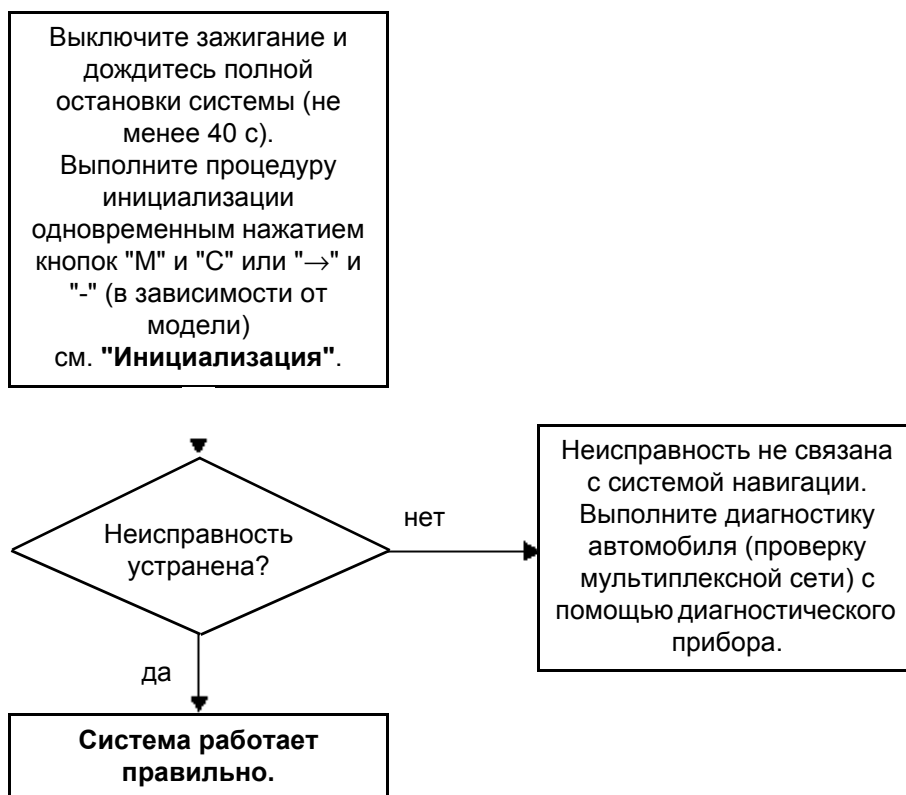 Выключите зажигание и
дождитесь полной
остановки системы (не
менее 40 с).
Выполните процедуру
инициализации
одновременным нажатием
кнопок "М" и "С" или "→" и
"-" (в зависимости от
модели)
см. "Инициализация".
Неисправность
устранена?
нет
Неисправность не связана
с системой навигации.
Выполните диагностику
автомобиля (проверку
мультиплексной сети) с
помощью диагностического
прибора.
да
Система работает
правильно.